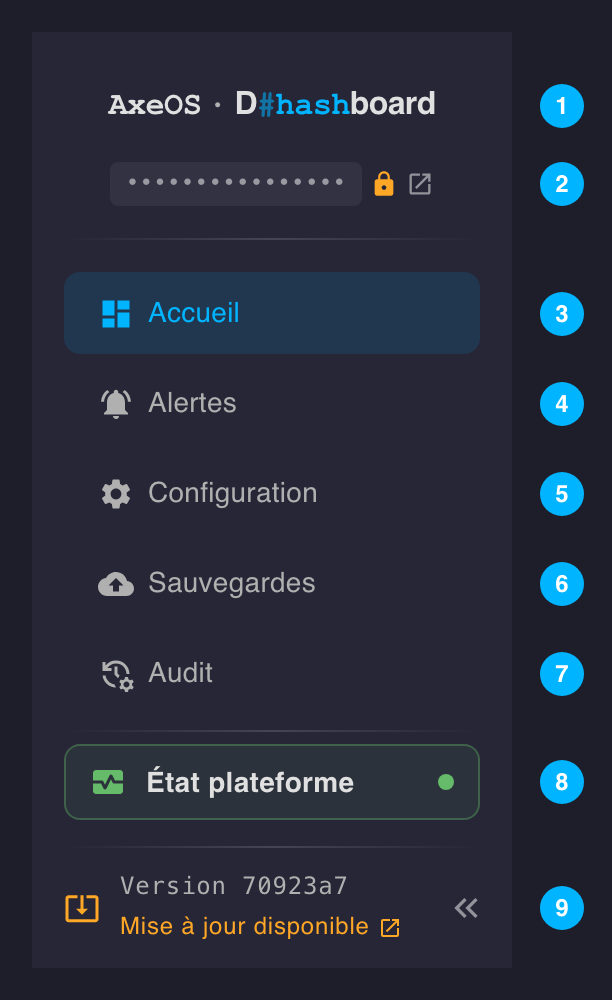 AxeOS · D#hashboard 1
•••••••••••••••• 2
Accueil 3
Alertes 4
Configuration 5
Sauvegardes 6
Audit 7
État plateforme 8
Version 70923a7
Mise à jour disponible 9